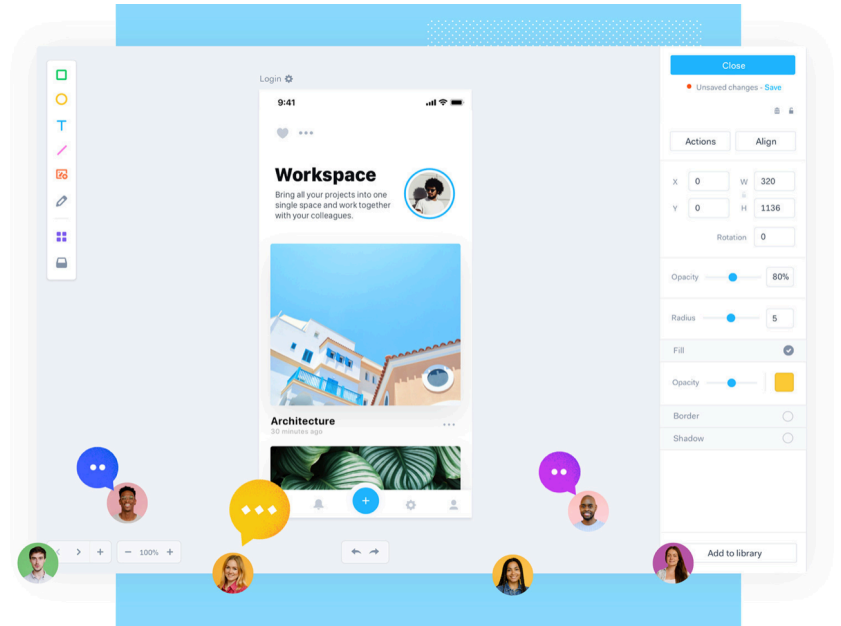 Login
9:41
Workspace
Bring all your projects into one
single space and work together
with your colleagues.
Architecture
30 minutes ago
100%
Close
Unsaved changes - Save
Actions
Align
X 0 W 320
Y 0 H 1136
Rotation 0
Opacity 80%
Radius 5
Fill
Opacity
Border
Shadow
Add to library